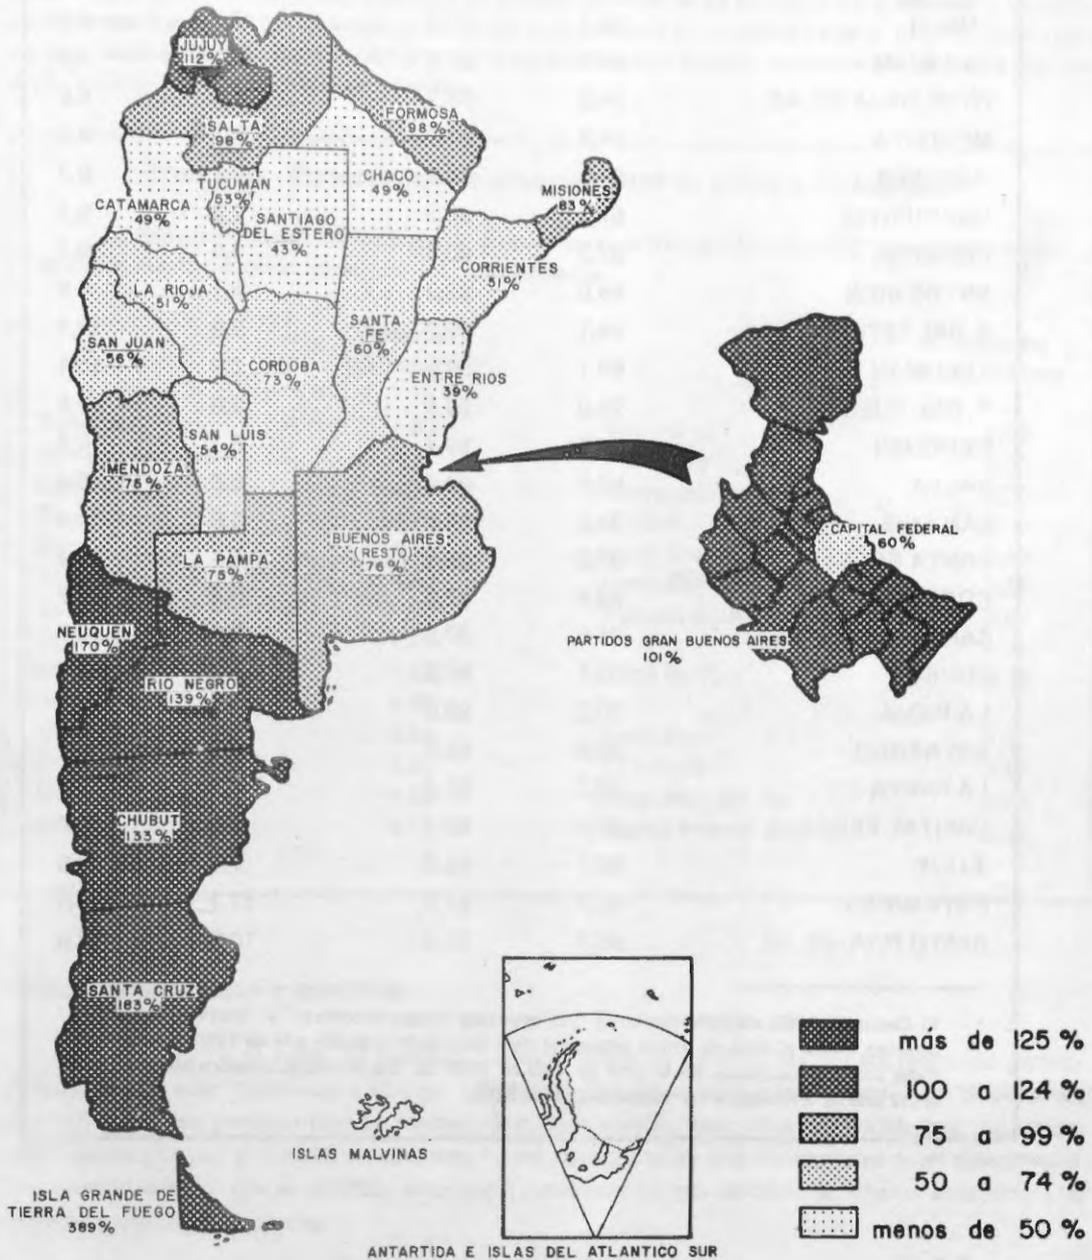 JUJUY
112%
SALTA
98%
FORMOSA
98%
CHACO
49%
TUCUMAN
53%
CATAMARCA
49%
SANTIAGO
DEL ESTERO
43%
MISIONES
83%
CORRIENTES
51%
LA RIOJA
51%
SANTA
FE
60%
SAN JUAN
56%
CORDOBA
73%
ENTRE RIOS
39%
SAN LUIS
54%
MENDOZA
75%
BUENOS AIRES
(RESTO)
76%
LA PAMPA
75%
CAPITAL FEDERAL
60%
PARTIDOS GRAN BUENOS AIRES
101%
NEUQUEN
170%
RIO NEGRO
139%
CHUBUT
133%
SANTA CRUZ
183%
ISLAS MALVINAS
ISLA GRANDE DE
TIERRA DEL FUEGO
389%
ANTARTIDA E ISLAS DEL ATLANTICO SUR
más de 125 %
100 a 124 %
75 a 99 %
50 a 74 %
menos de 50 %